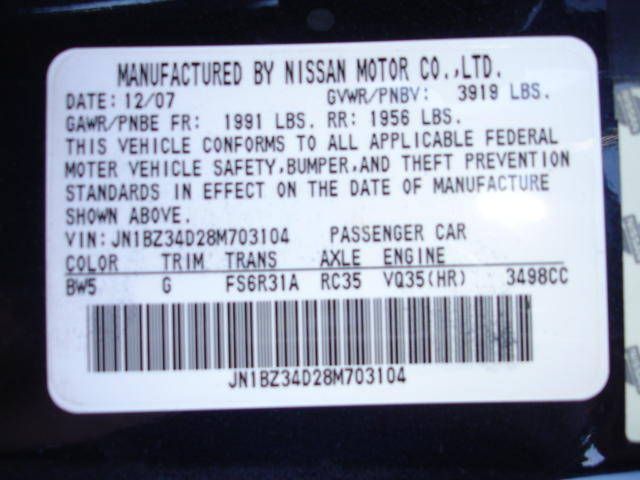 MANUFACTURED BY NISSAN MOTOR CO.,LTD.
DATE: 12/07 GVWR/PNBV: 3919 LBS.
GAWR/PNBE FR: 1991 LBS. RR: 1956 LBS.
THIS VEHICLE CONFORMS TO ALL APPLICABLE FEDERAL
MOTER VEHICLE SAFETY,BUMPER,AND THEFT PREVENTION
STANDARDS IN EFFECT ON THE DATE OF MANUFACTURE
SHOWN ABOVE.
VIN: JN1BZ34D28M703104 PASSENGER CAR
COLOR TRIM TRANS AXLE ENGINE
BW5 G FS6R31A RC35 VQ35(HR) 3498CC
JN1BZ34D28M703104